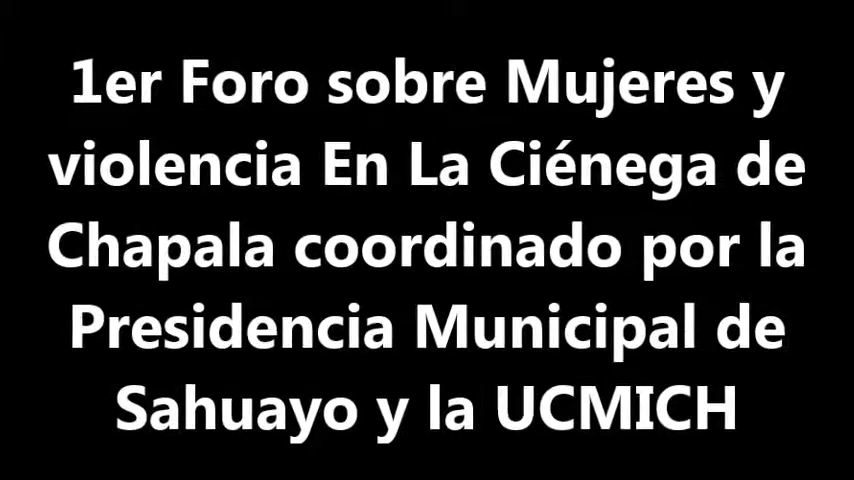 1er Foro sobre Mujeres y
violencia En La Ciénega de
Chapala coordinado por la
Presidencia Municipal de
Sahuayo y la UCMICH